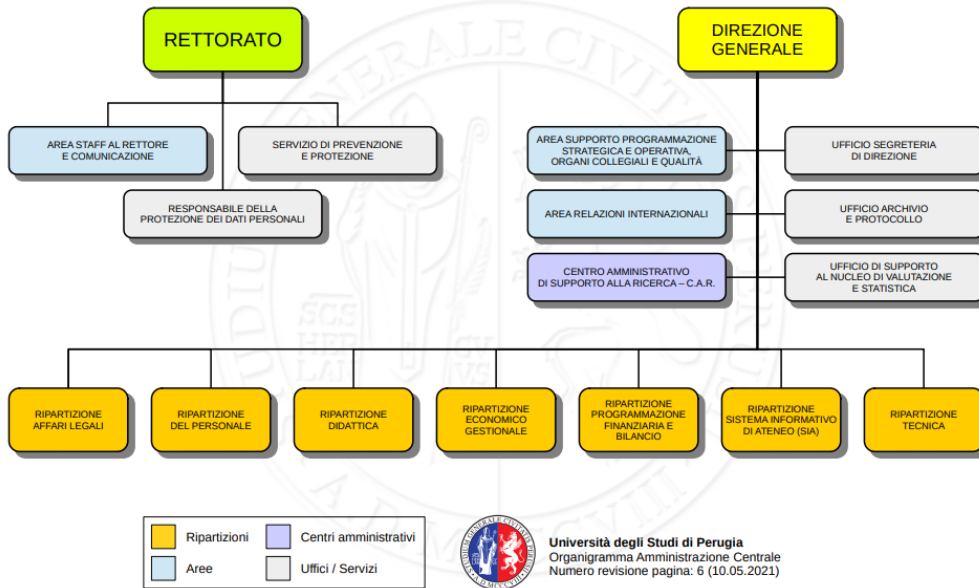 RETTORATO
DIREZIONE
GENERALE
AREA STAFF AL RETTORE
E COMUNICAZIONE
SERVIZIO DI PREVENZIONE
E PROTEZIONE
RESPONSABILE DELLA
PROTEZIONE DEI DATI PERSONALI
AREA SUPPORTO PROGRAMMAZIONE
STRATEGICA E OPERATIVA,
ORGANI COLLEGIALI E QUALITÀ
UFFICIO SEGRETERIA
DI DIREZIONE
AREA RELAZIONI INTERNAZIONALI
UFFICIO ARCHIVIO
E PROTOCOLLO
CENTRO AMMINISTRATIVO
DI SUPPORTO ALLA RICERCA – C.A.R.
UFFICIO DI SUPPORTO
AL NUCLEO DI VALUTAZIONE
E STATISTICA
RIPARTIZIONE
AFFARI LEGALI
RIPARTIZIONE
DEL PERSONALE
RIPARTIZIONE
DIDATTICA
RIPARTIZIONE
ECONOMICO
GESTIONALE
RIPARTIZIONE
PROGRAMMAZIONE
FINANZIARIA E
BILANCIO
RIPARTIZIONE
SISTEMA INFORMATIVO
DI ATENEO (SIA)
RIPARTIZIONE
TECNICA
Ripartizioni
Centri amministrativi
Aree
Uffici / Servizi
Università degli Studi di Perugia
Organigramma Amministrazione Centrale
Numero revisione pagina: 6 (10.05.2021)